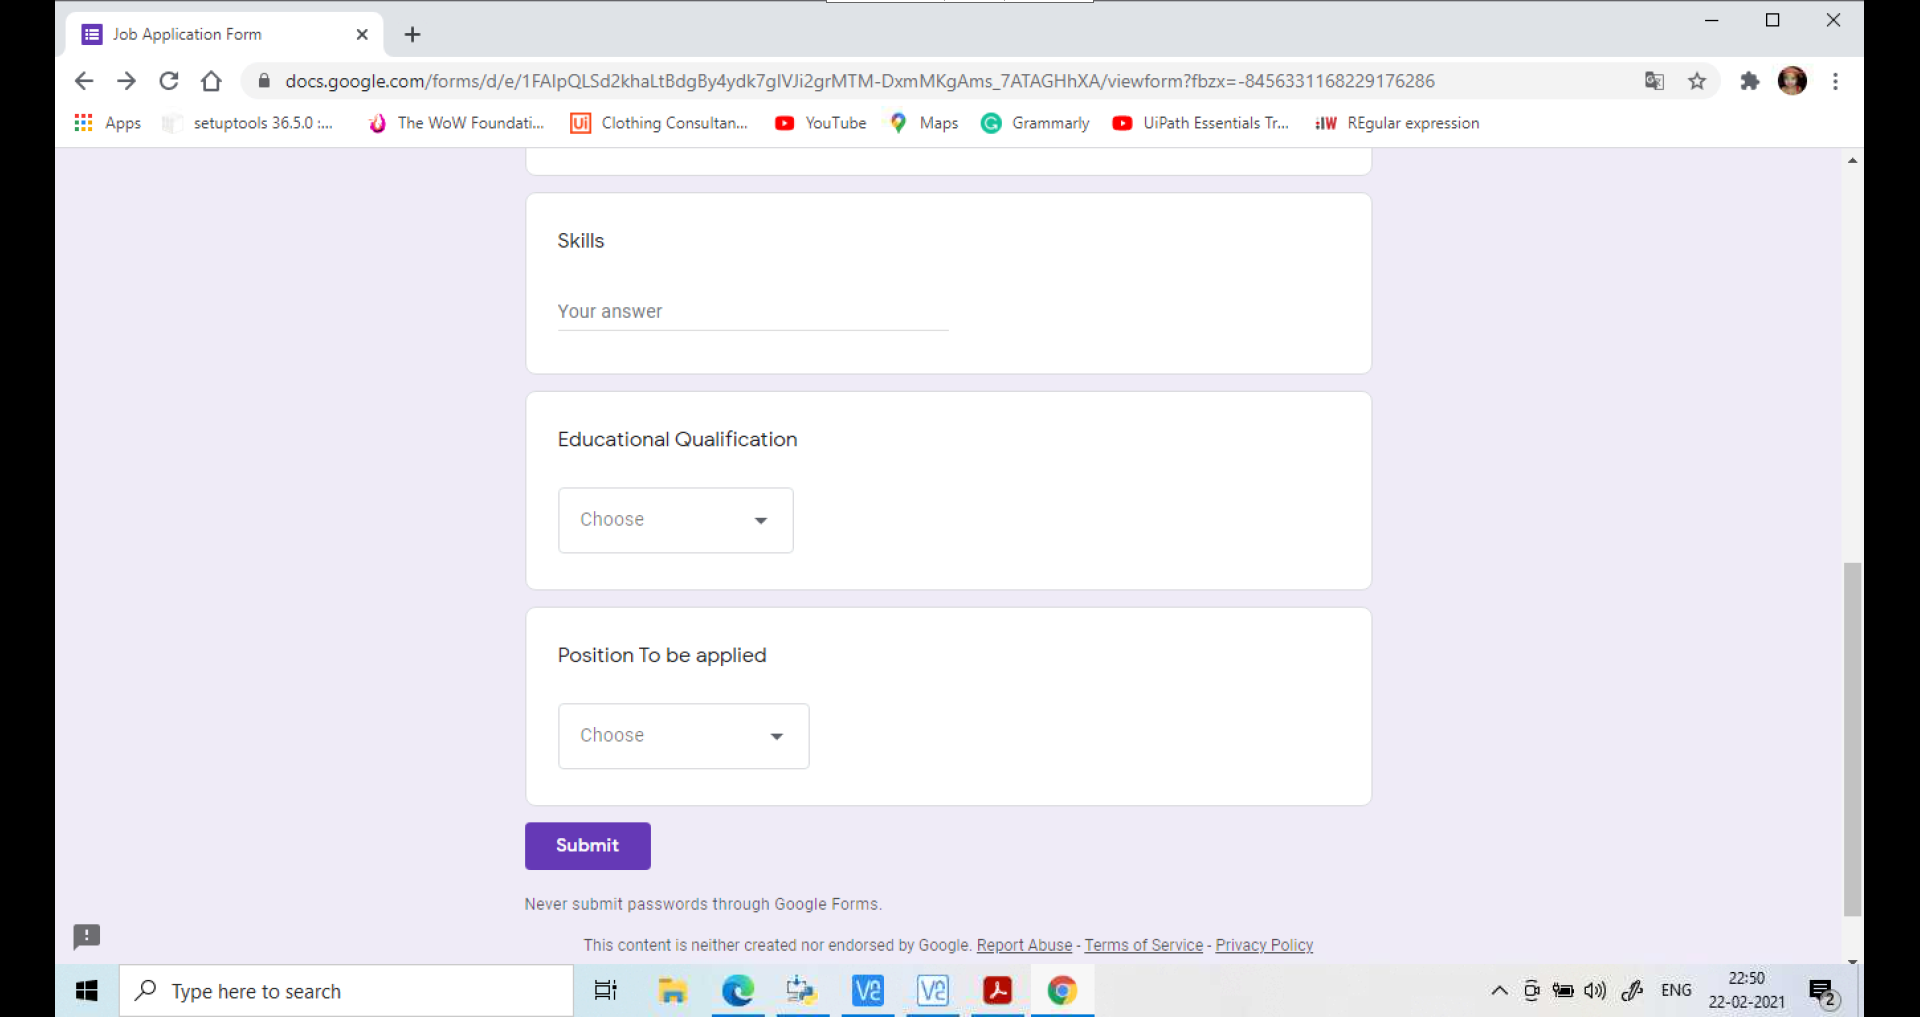 Job Application Form
docs.google.com/forms/d/e/1FAIpQLSd2khaLtBdgBy4ydk7glVJi2grMTM-DxmMKgAms_7ATAGHhXA/viewform?fbzx=-8456331168229176286
Apps setuptools 36.5.0 :... The WoW Foundati... Ui Clothing Consultan... YouTube Maps Grammarly UiPath Essentials Tr... :IW REgular expression
Skills
Your answer
Educational Qualification
Choose
Position To be applied
Choose
Submit
Never submit passwords through Google Forms.
This content is neither created nor endorsed by Google. Report Abuse - Terms of Service - Privacy Policy
Type here to search
ENG
22:50
22-02-2021
2